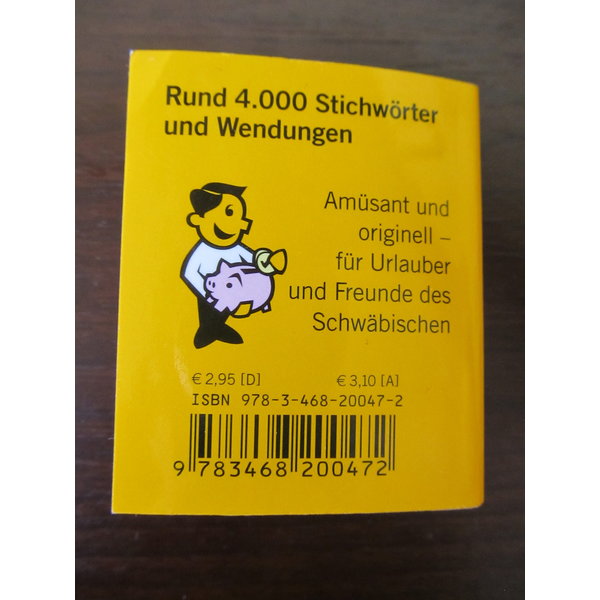 Rund 4.000 Stichwörter
und Wendungen
Amüsant und
originell –
für Urlauber
und Freunde des
Schwäbischen
€ 2,95 [D] € 3,10 [A]
ISBN 978-3-468-20047-2
9 783468 200472